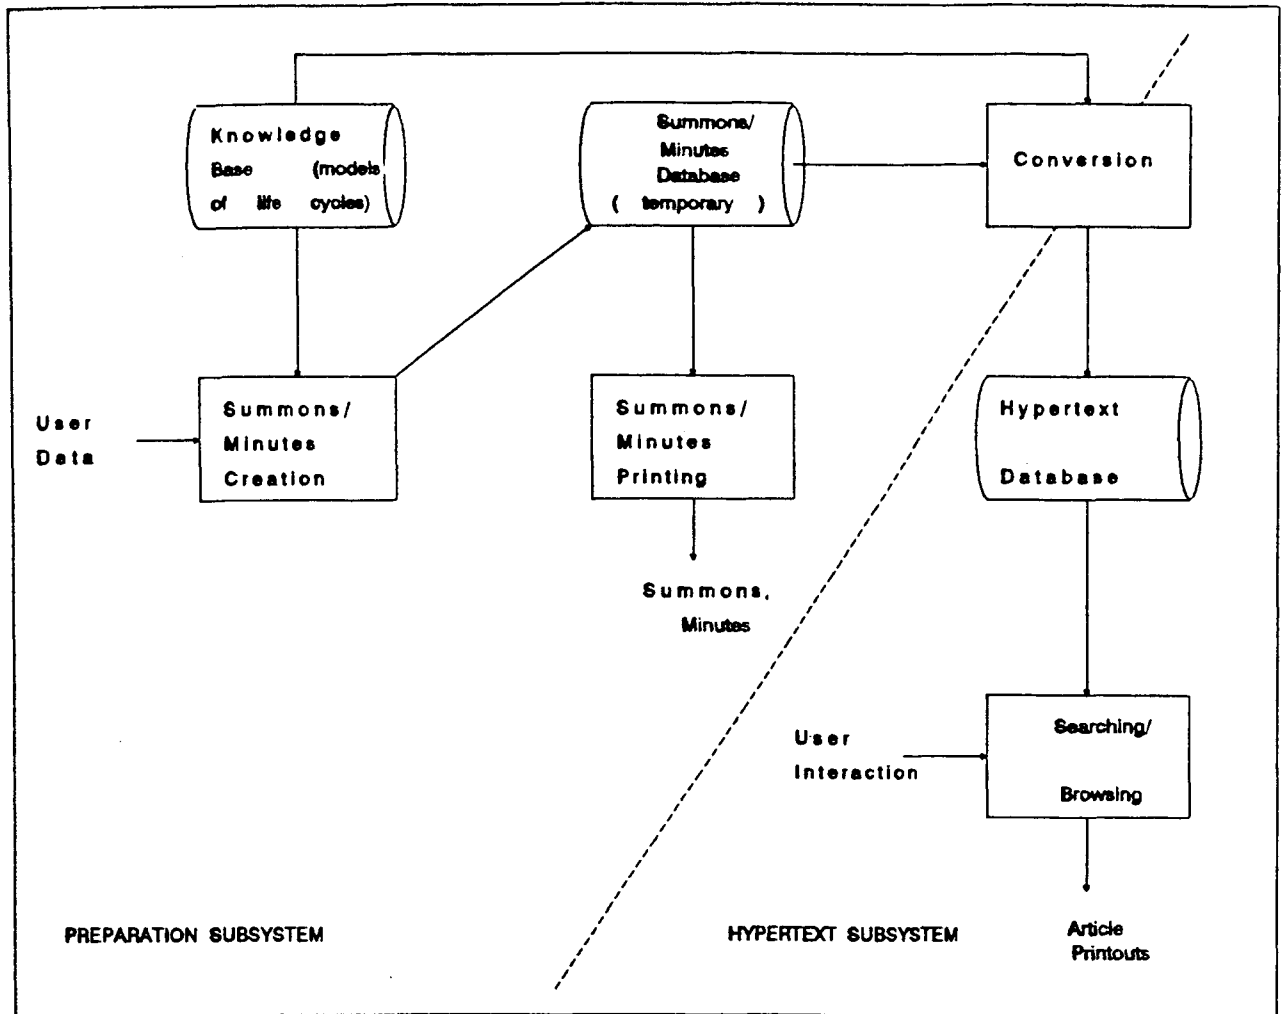 Knowledge
Base (models
of life cycles)
Summons/
Minutes
Database
( temporary )
Conversion
User
Data
Summons/
Minutes
Creation
Summons/
Minutes
Printing
Hypertext
Database
Summons,
Minutes
User
Interaction
Searching/
Browsing
PREPARATION SUBSYSTEM
HYPERTEXT SUBSYSTEM
Article
Printouts